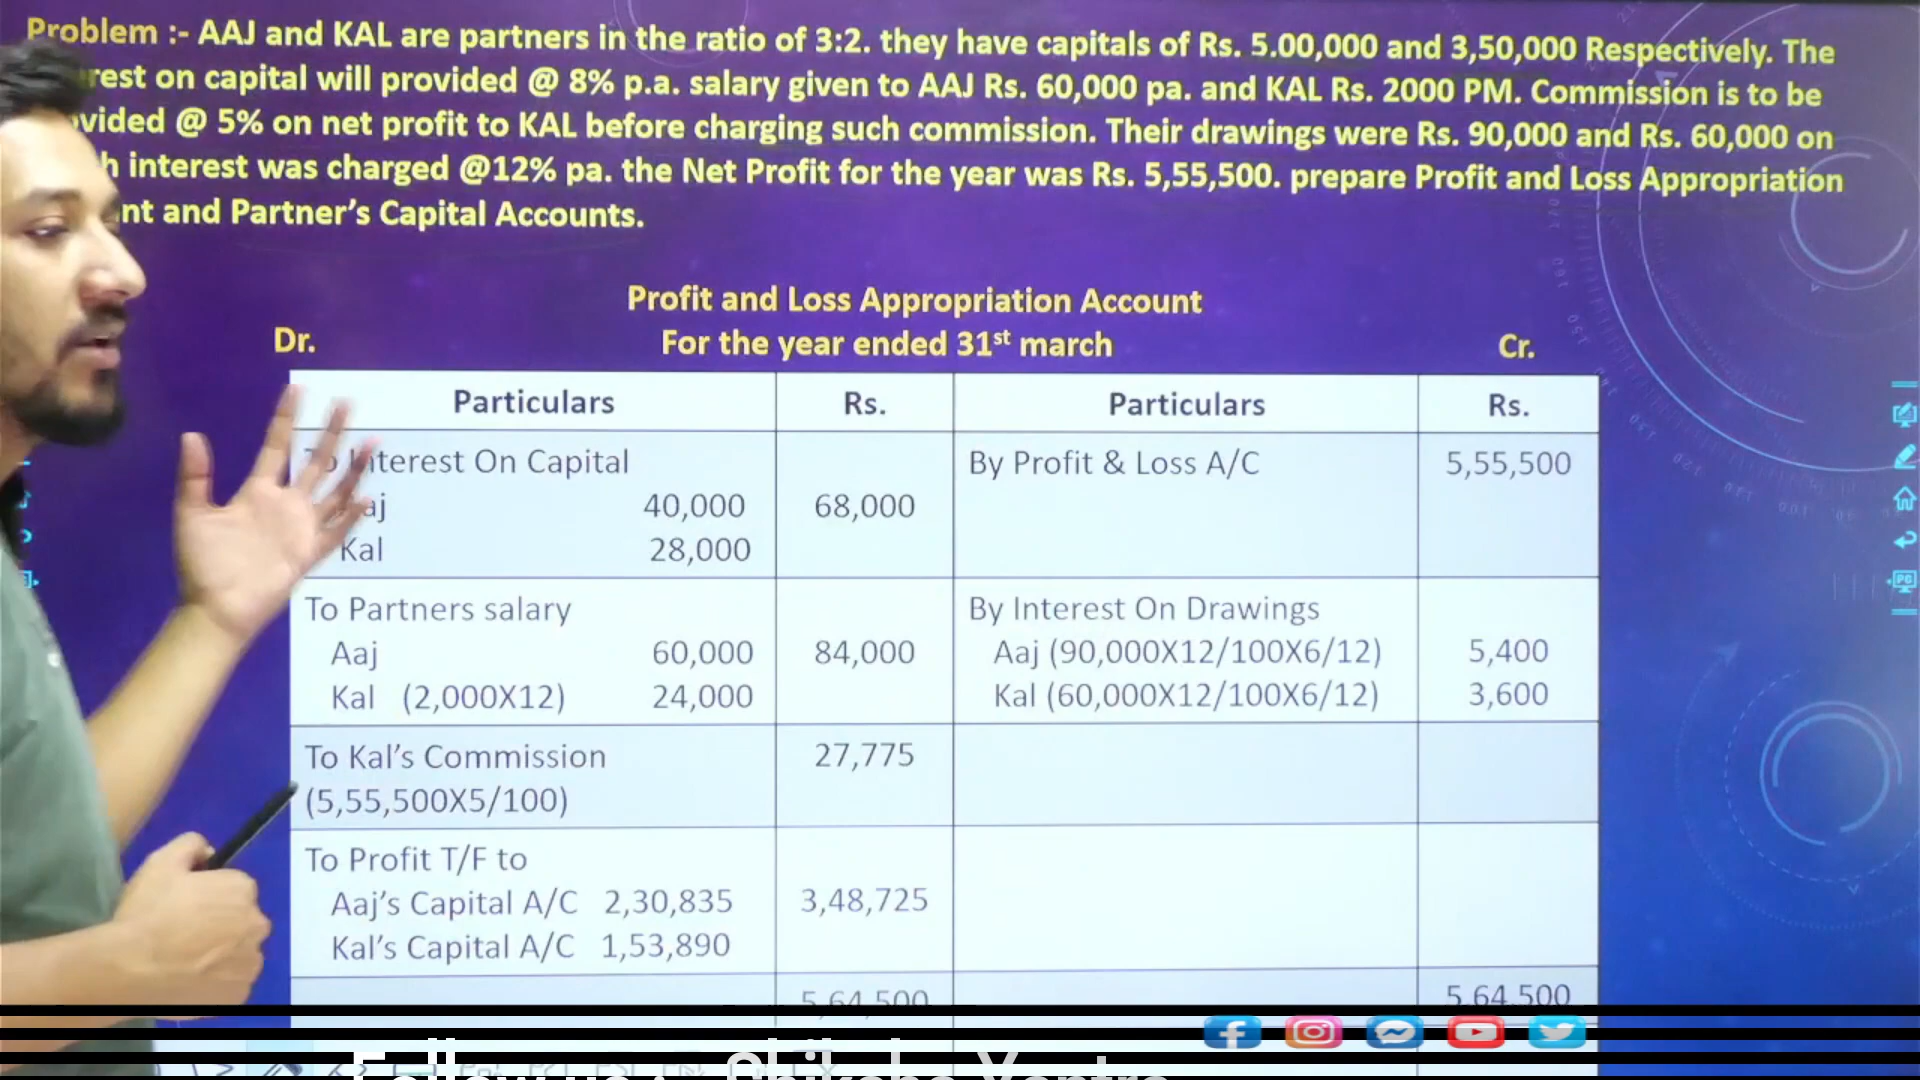 Problem :- AAJ and KAL are partners in the ratio of 3:2. they have capitals of Rs. 5.00,000 and 3,50,000 Respectively. The
rest on capital will provided @ 8% p.a. salary given to AAJ Rs. 60,000 pa. and KAL Rs. 2000 PM. Commission is to be
vided @ 5% on net profit to KAL before charging such commission. Their drawings were Rs. 90,000 and Rs. 60,000 on
h interest was charged @12% pa. the Net Profit for the year was Rs. 5,55,500. prepare Profit and Loss Appropriation
nt and Partner's Capital Accounts.
Profit and Loss Appropriation Account
Dr. For the year ended 31st march Cr.
Particulars Rs. Particulars Rs.
To Interest On Capital By Profit & Loss A/C 5,55,500
aj 40,000 68,000
Kal 28,000
To Partners salary By Interest On Drawings
Aaj 60,000 84,000 Aaj (90,000X12/100X6/12) 5,400
Kal (2,000X12) 24,000 Kal (60,000X12/100X6/12) 3,600
To Kal's Commission 27,775
(5,55,500X5/100)
To Profit T/F to
Aaj's Capital A/C 2,30,835 3,48,725
Kal's Capital A/C 1,53,890
5,64,500 5,64,500
PC